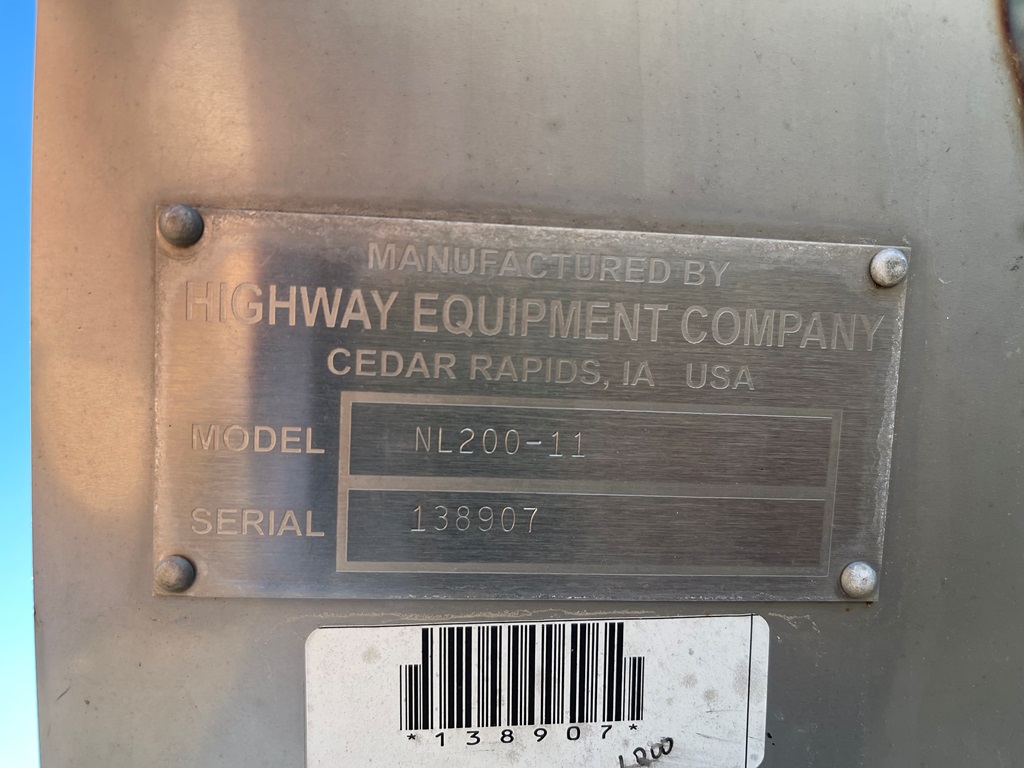 MANUFACTURED BY
HIGHWAY EQUIPMENT COMPANY
CEDAR RAPIDS, IA USA
MODEL NL200-11
SERIAL 138907
*138907*